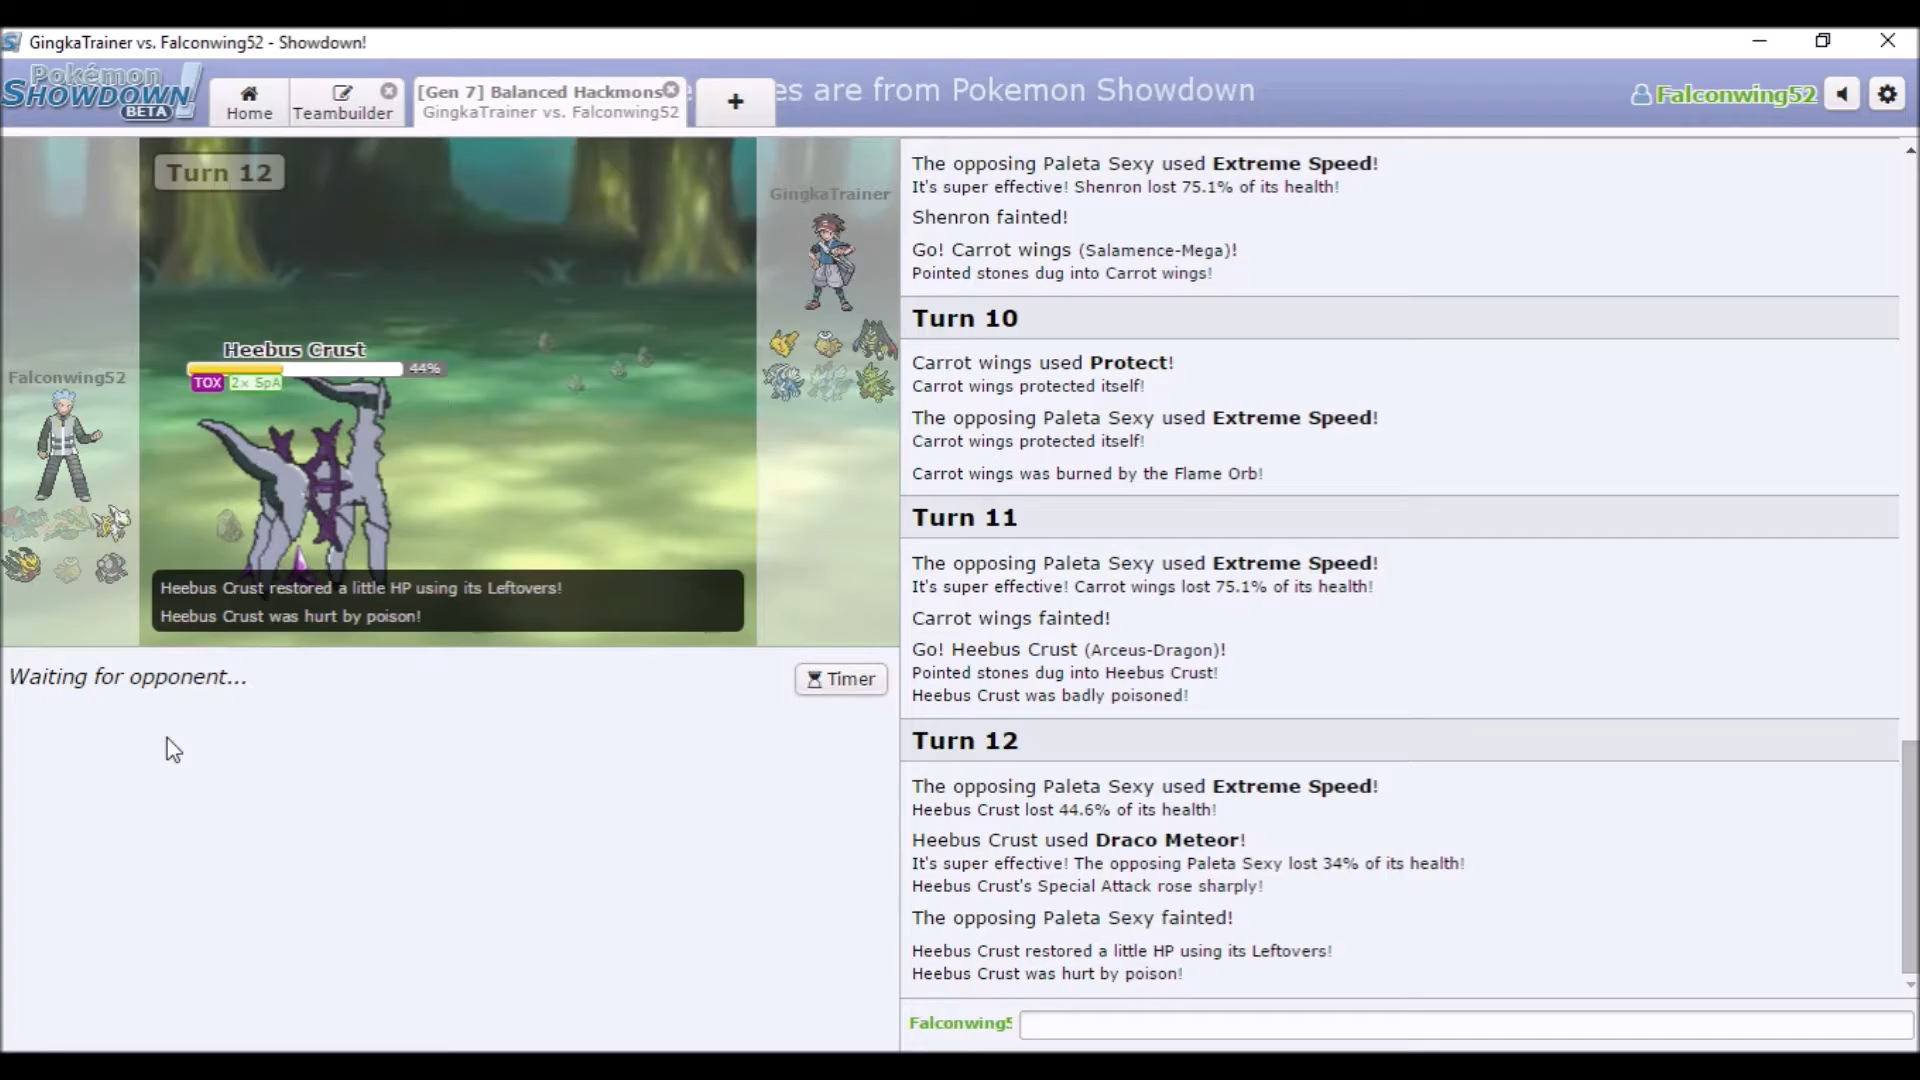 GingkaTrainer vs. Falconwing52 - Showdown!
Pokémon
SHOWDOWN!
BETA
Home
Teambuilder
[Gen 7] Balanced Hackmons
GingkaTrainer vs. Falconwing52
+
es are from Pokemon Showdown
Falconwing52
Turn 12
GingkaTrainer
Falconwing52
Heebus Crust
44%
TOX 2x SpA
Heebus Crust restored a little HP using its Leftovers!
Heebus Crust was hurt by poison!
Waiting for opponent...
Timer
The opposing Paleta Sexy used Extreme Speed!
It's super effective! Shenron lost 75.1% of its health!
Shenron fainted!
Go! Carrot wings (Salamence-Mega)!
Pointed stones dug into Carrot wings!
Turn 10
Carrot wings used Protect!
Carrot wings protected itself!
The opposing Paleta Sexy used Extreme Speed!
Carrot wings protected itself!
Carrot wings was burned by the Flame Orb!
Turn 11
The opposing Paleta Sexy used Extreme Speed!
It's super effective! Carrot wings lost 75.1% of its health!
Carrot wings fainted!
Go! Heebus Crust (Arceus-Dragon)!
Pointed stones dug into Heebus Crust!
Heebus Crust was badly poisoned!
Turn 12
The opposing Paleta Sexy used Extreme Speed!
Heebus Crust lost 44.6% of its health!
Heebus Crust used Draco Meteor!
It's super effective! The opposing Paleta Sexy lost 34% of its health!
Heebus Crust's Special Attack rose sharply!
The opposing Paleta Sexy fainted!
Heebus Crust restored a little HP using its Leftovers!
Heebus Crust was hurt by poison!
Falconwing5